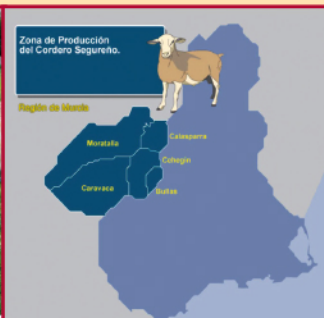 Zona de Producción
del Cordero Segureño.
Región de Murcia
Moratalla
Calasparra
Cehegín
Caravaca
Bullas